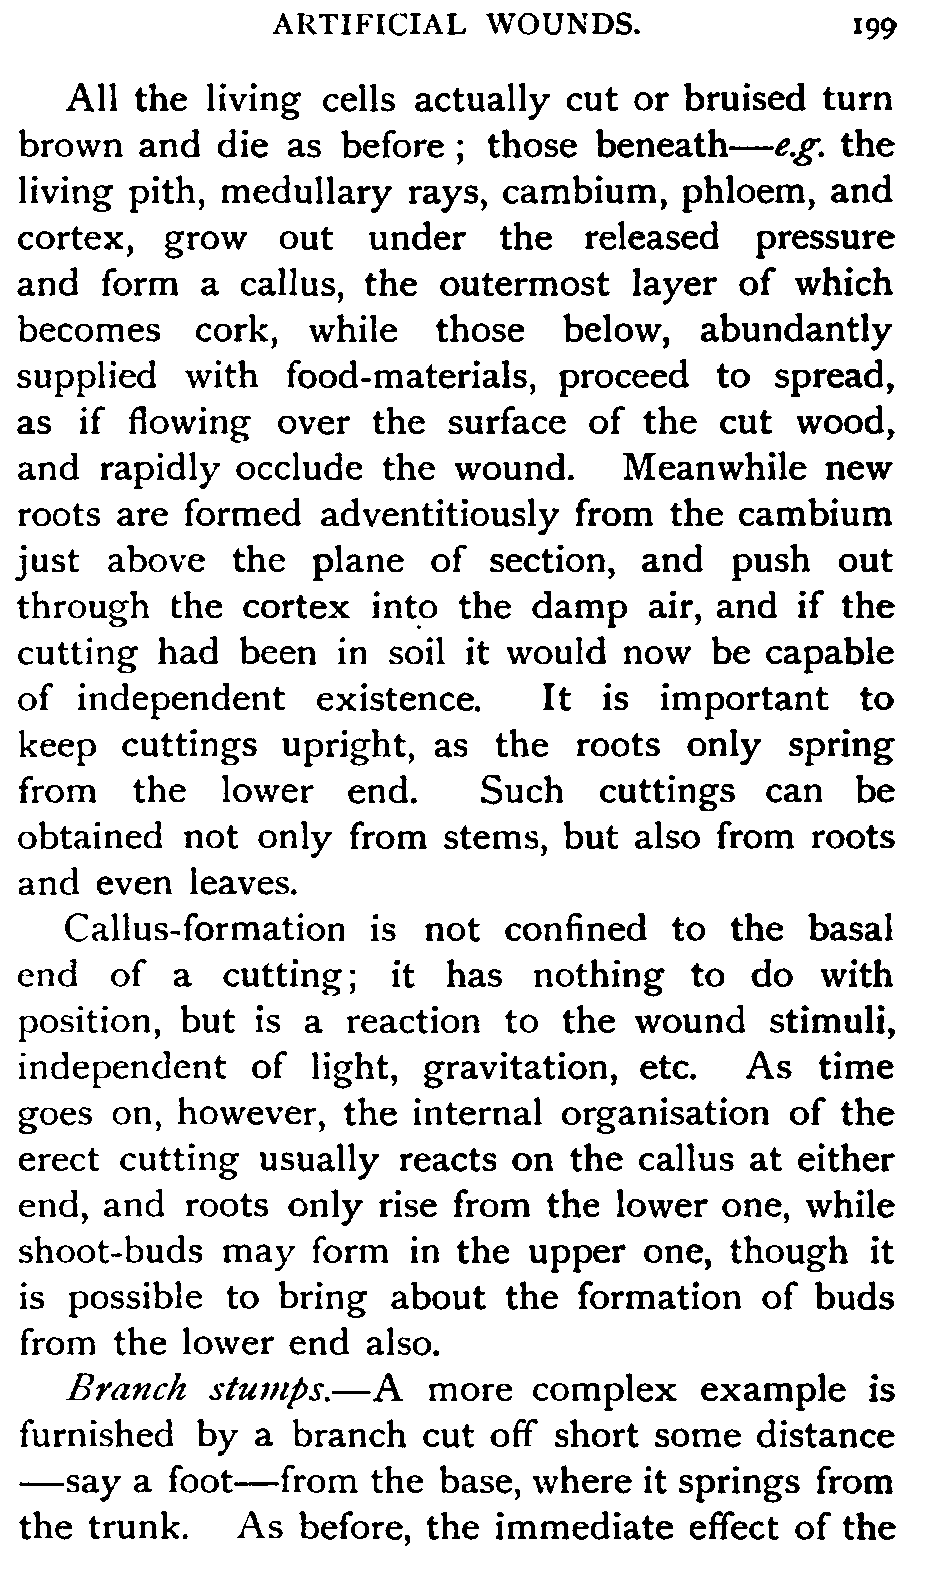 ARTIFICIAL WOUNDS. 199
All the living cells actually cut or bruised turn
brown and die as before ; those beneath—e.g. the
living pith, medullary rays, cambium, phloem, and
cortex, grow out under the released pressure
and form a callus, the outermost layer of which
becomes cork, while those below, abundantly
supplied with food-materials, proceed to spread,
as if flowing over the surface of the cut wood,
and rapidly occlude the wound. Meanwhile new
roots are formed adventitiously from the cambium
just above the plane of section, and push out
through the cortex into the damp air, and if the
cutting had been in soil it would now be capable
of independent existence. It is important to
keep cuttings upright, as the roots only spring
from the lower end. Such cuttings can be
obtained not only from stems, but also from roots
and even leaves.
Callus-formation is not confined to the basal
end of a cutting; it has nothing to do with
position, but is a reaction to the wound stimuli,
independent of light, gravitation, etc. As time
goes on, however, the internal organisation of the
erect cutting usually reacts on the callus at either
end, and roots only rise from the lower one, while
shoot-buds may form in the upper one, though it
is possible to bring about the formation of buds
from the lower end also.
Branch stumps.—A more complex example is
furnished by a branch cut off short some distance
—say a foot—from the base, where it springs from
the trunk. As before, the immediate effect of the